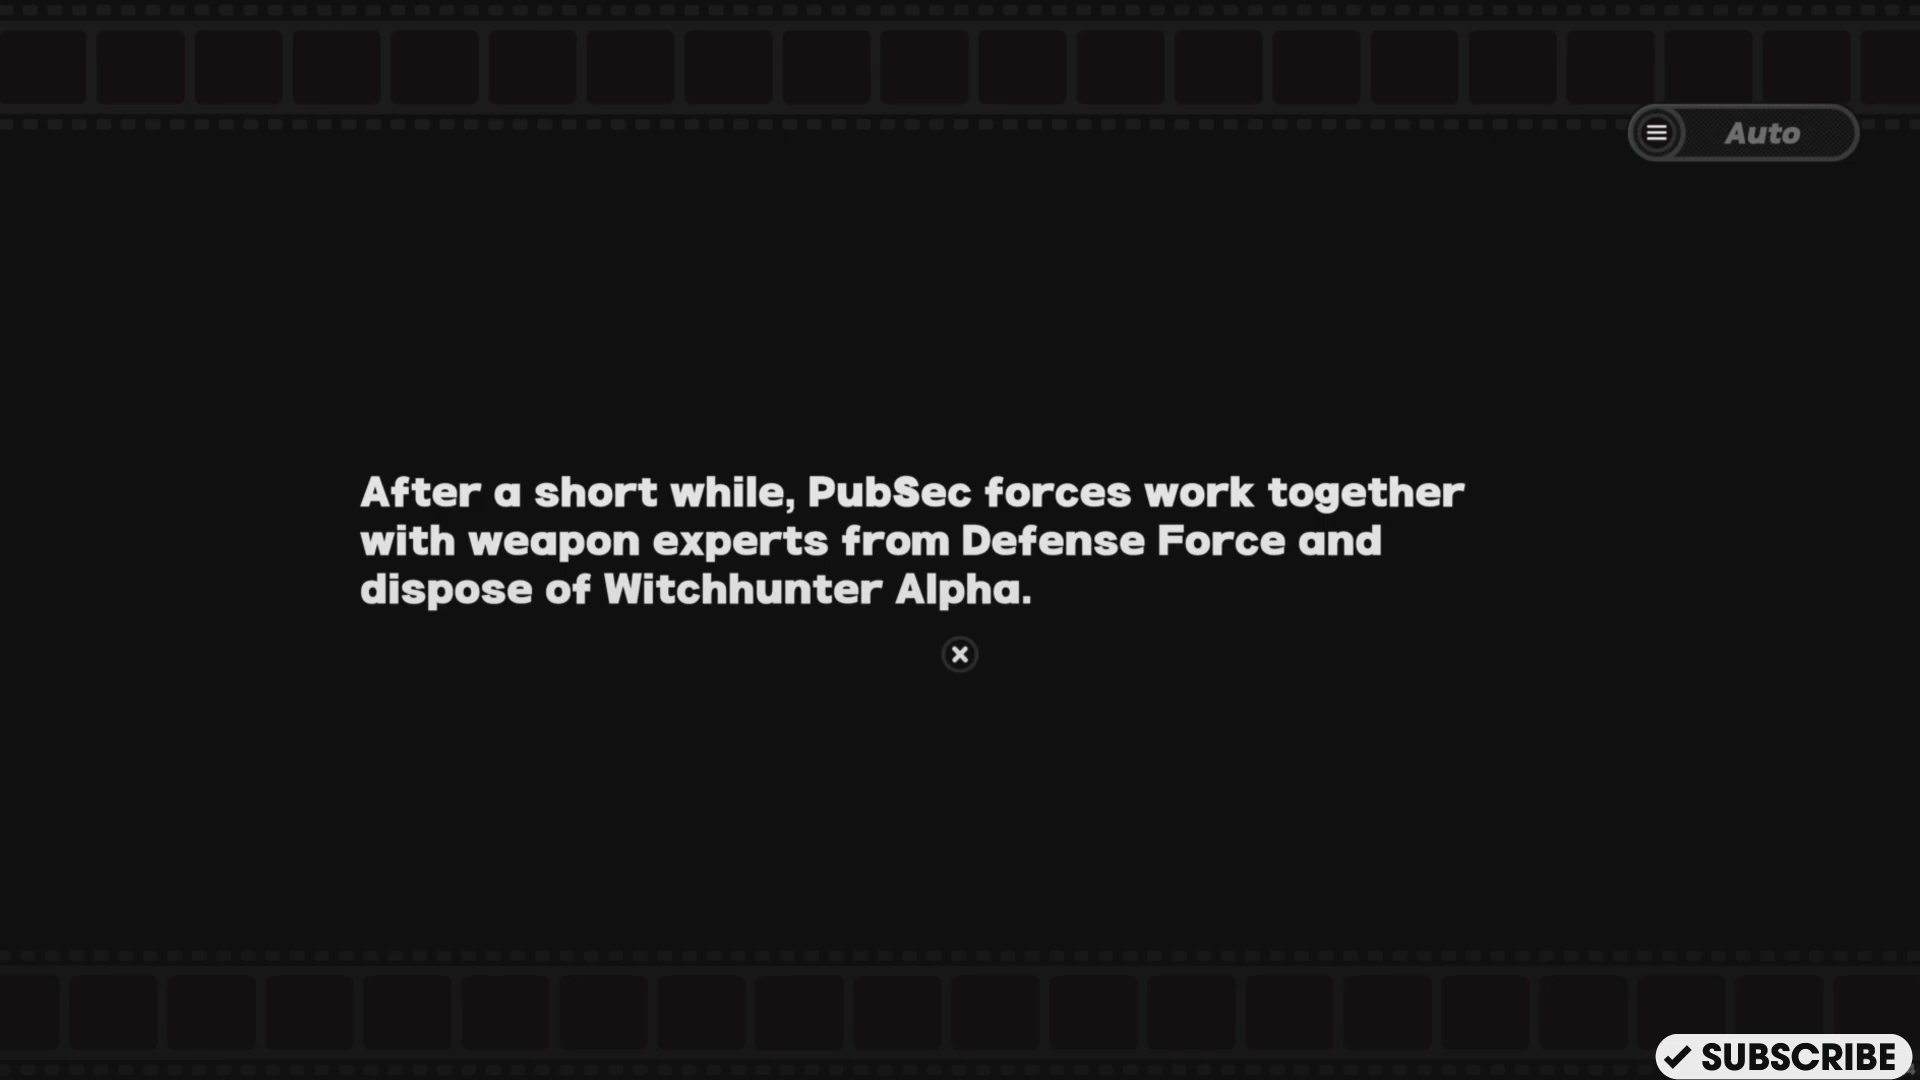 Auto
After a short while, PubSec forces work together
with weapon experts from Defense Force and
dispose of Witchhunter Alpha.
SUBSCRIBE